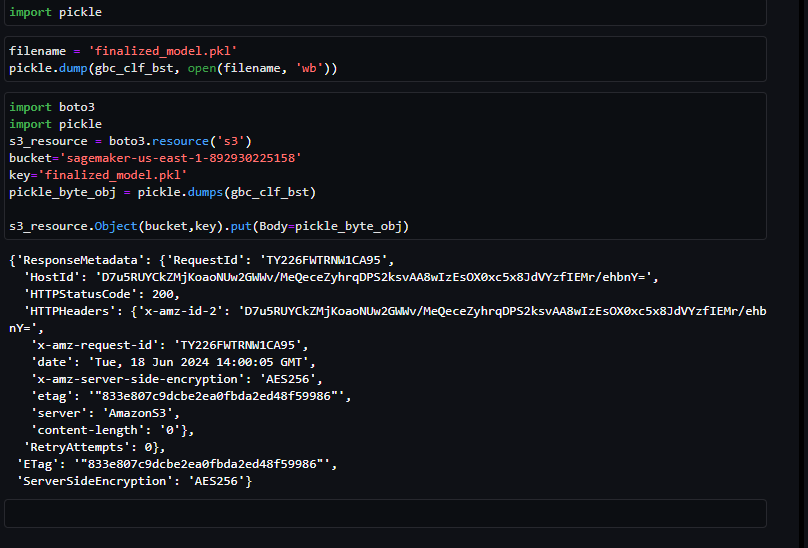 import pickle
filename = 'finalized_model.pkl'
pickle.dump(gbc_clf_bst, open(filename, 'wb'))
import boto3
import pickle
s3_resource = boto3.resource('s3')
bucket='sagemaker-us-east-1-892930225158'
key='finalized_model.pkl'
pickle_byte_obj = pickle.dumps(gbc_clf_bst)
s3_resource.Object(bucket,key).put(Body=pickle_byte_obj)
{'ResponseMetadata': {'RequestId': 'TY226FWTRNW1CA95',
'HostId': 'D7u5RUYCkZMjKoaoNUw2GWWv/MeQeceZyhrqDPS2ksvAA8wIzEsOX0xc5x8JdVYzfIEMr/ehbnY=',
'HTTPStatusCode': 200,
'HTTPHeaders': {'x-amz-id-2': 'D7u5RUYCkZMjKoaoNUw2GWWv/MeQeceZyhrqDPS2ksvAA8wIzEsOX0xc5x8JdVYzfIEMr/ehb
nY=',
'x-amz-request-id': 'TY226FWTRNW1CA95',
'date': 'Tue, 18 Jun 2024 14:00:05 GMT',
'x-amz-server-side-encryption': 'AES256',
'etag': '"833e807c9dcbe2ea0fbda2ed48f59986"',
'server': 'AmazonS3',
'content-length': '0'},
'RetryAttempts': 0},
'ETag': '"833e807c9dcbe2ea0fbda2ed48f59986"',
'ServerSideEncryption': 'AES256'}